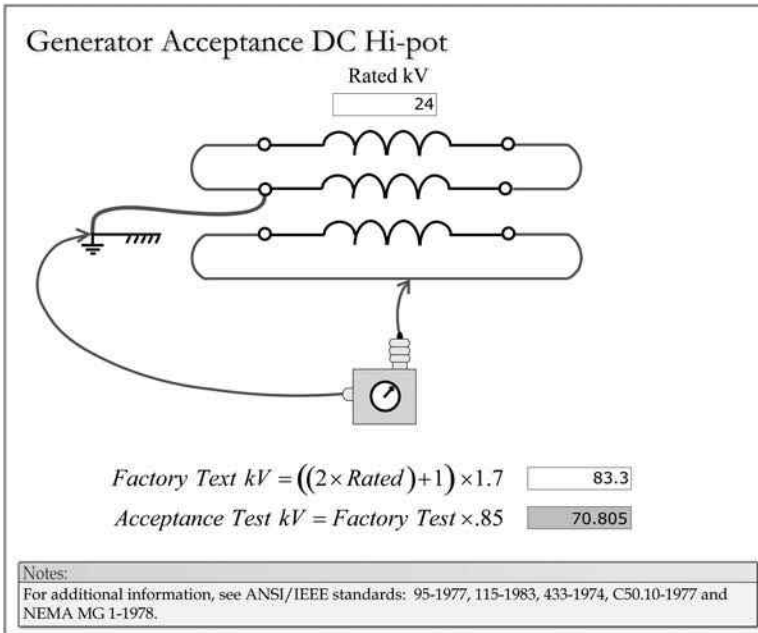 Generator Acceptance DC Hi-pot
Rated kV
24
Factory Text kV = ((2 × Rated) + 1) × 1.7
83.3
Acceptance Test kV = Factory Test × .85
70.805
Notes:
For additional information, see ANSI/IEEE standards: 95-1977, 115-1983, 433-1974, C50.10-1977 and
NEMA MG 1-1978.